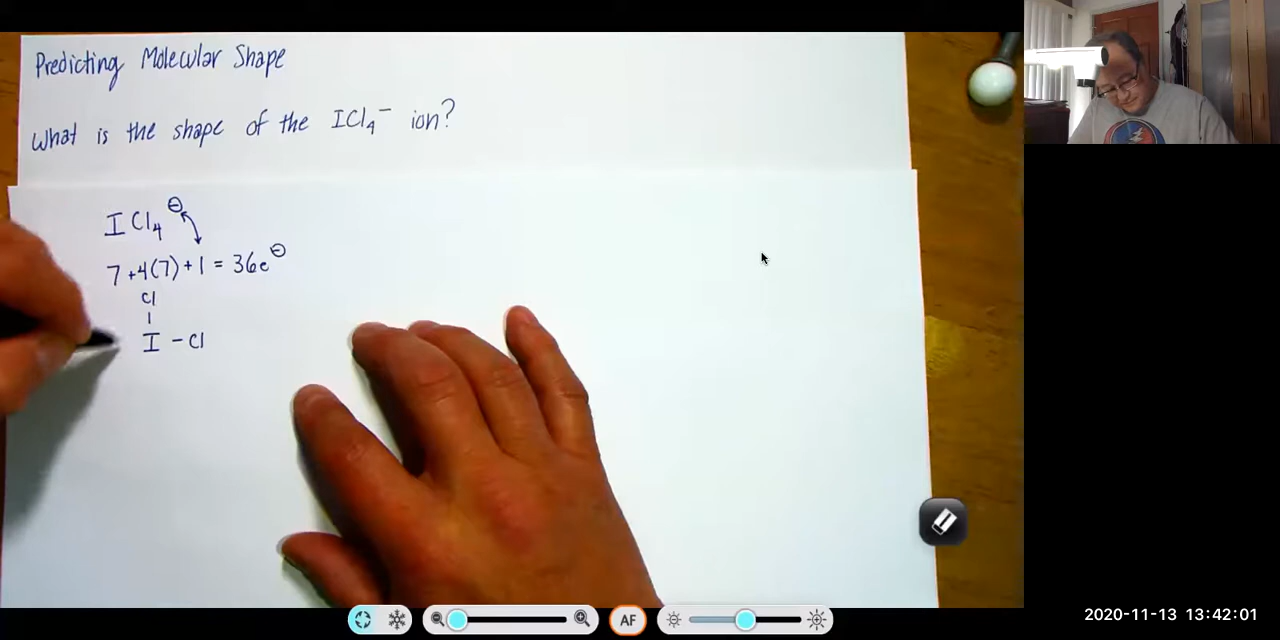 Predicting Molecular Shape
What is the shape of the ICl₄⁻ ion?
ICl₄⊖
7+4(7)+1 = 36e⊖
Cl
|
I - Cl
AF
2020-11-13 13:42:01